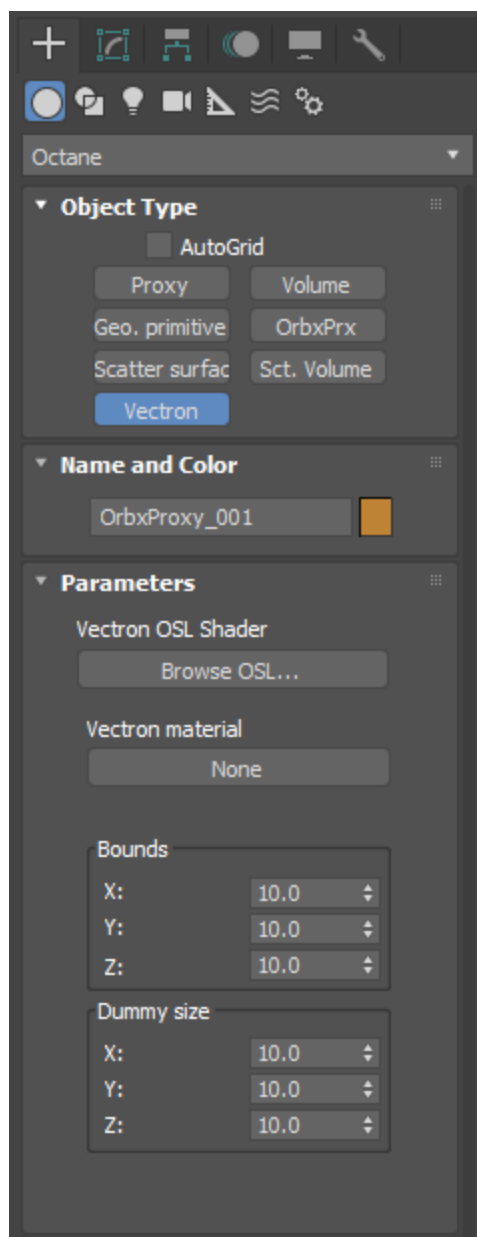 Octane
Object Type
AutoGrid
Proxy Volume
Geo. primitive OrbxPrx
Scatter surfac Sct. Volume
Vectron
Name and Color
OrbxProxy_001
Parameters
Vectron OSL Shader
Browse OSL...
Vectron material
None
Bounds
X: 10.0
Y: 10.0
Z: 10.0
Dummy size
X: 10.0
Y: 10.0
Z: 10.0